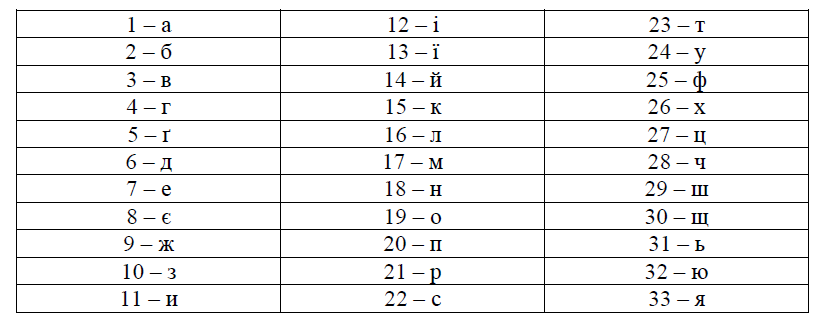 1 – а 12 – і 23 – т
2 – б 13 – ї 24 – у
3 – в 14 – й 25 – ф
4 – г 15 – к 26 – х
5 – ґ 16 – л 27 – ц
6 – д 17 – м 28 – ч
7 – е 18 – н 29 – ш
8 – є 19 – о 30 – щ
9 – ж 20 – п 31 – ь
10 – з 21 – р 32 – ю
11 – и 22 – с 33 – я